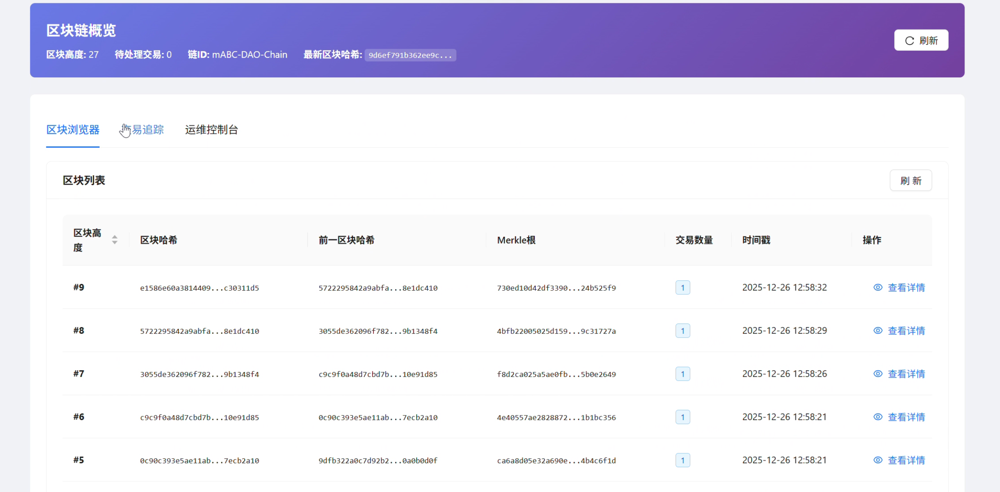 区块链概览
刷新
区块高度: 27 待处理交易: 0 链ID: mABC-DAO-Chain 最新区块哈希: 9d6ef791b362ee9c...
区块浏览器 易追踪 运维控制台
区块列表
刷 新
区块高度 区块哈希 前一区块哈希 Merkle根 交易数量 时间戳 操作
#9 e1586e60a3814409...c30311d5 5722295842a9abfa...8e1dc410 730ed10d42df3390...24b525f9 1 2025-12-26 12:58:32 查看详情
#8 5722295842a9abfa...8e1dc410 3055de362096f782...9b1348f4 4bfb22005025d159...9c31727a 1 2025-12-26 12:58:29 查看详情
#7 3055de362096f782...9b1348f4 c9c9f0a48d7cbd7b...10e91d85 f8d2ca025a5ae0fb...5b0e2649 1 2025-12-26 12:58:26 查看详情
#6 c9c9f0a48d7cbd7b...10e91d85 0c90c393e5ae11ab...7ecb2a10 4e40557ae2828872...1b1bc356 1 2025-12-26 12:58:21 查看详情
#5 0c90c393e5ae11ab...7ecb2a10 9dfb322a0c7d92b2...0a0b0d0f ca6a8d05e32a690e...4b4c6f1d 1 2025-12-26 12:58:21 查看详情